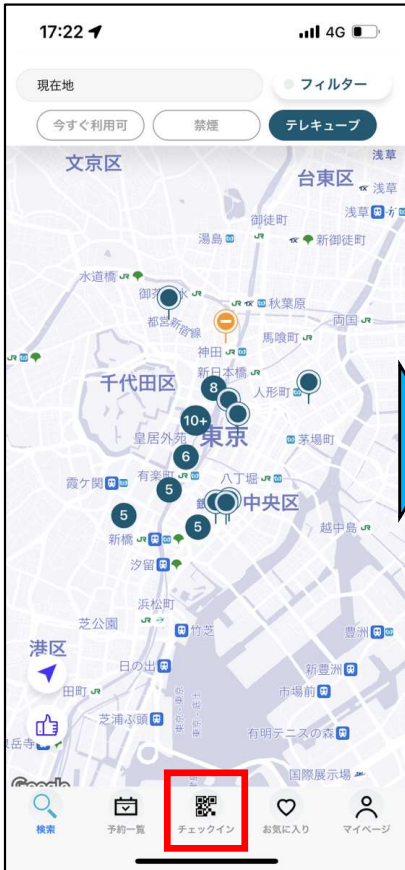 17:22
4G
現在地
フィルター
今すぐ利用可
禁煙
テレキューブ
文京区
浅草
台東区
浅草
浅草
御徒町
湯島
新御徒町
水道橋
秋葉原
両国
都営新宿線
神田
馬喰町
新日本橋
千代田区
8
人形町
10+
東京
皇居外苑
茅場町
6
霞ケ関
有楽町
八丁堀
5
中央区
5
5
新橋
越中島
汐留
浜松町
芝公園
竹芝
豊洲
港区
日の出
新豊洲
田町
市場前
芝浦ふ頭
有明テニスの森
国際展示場
検索
予約一覧
チェックイン
お気に入り
マイページ